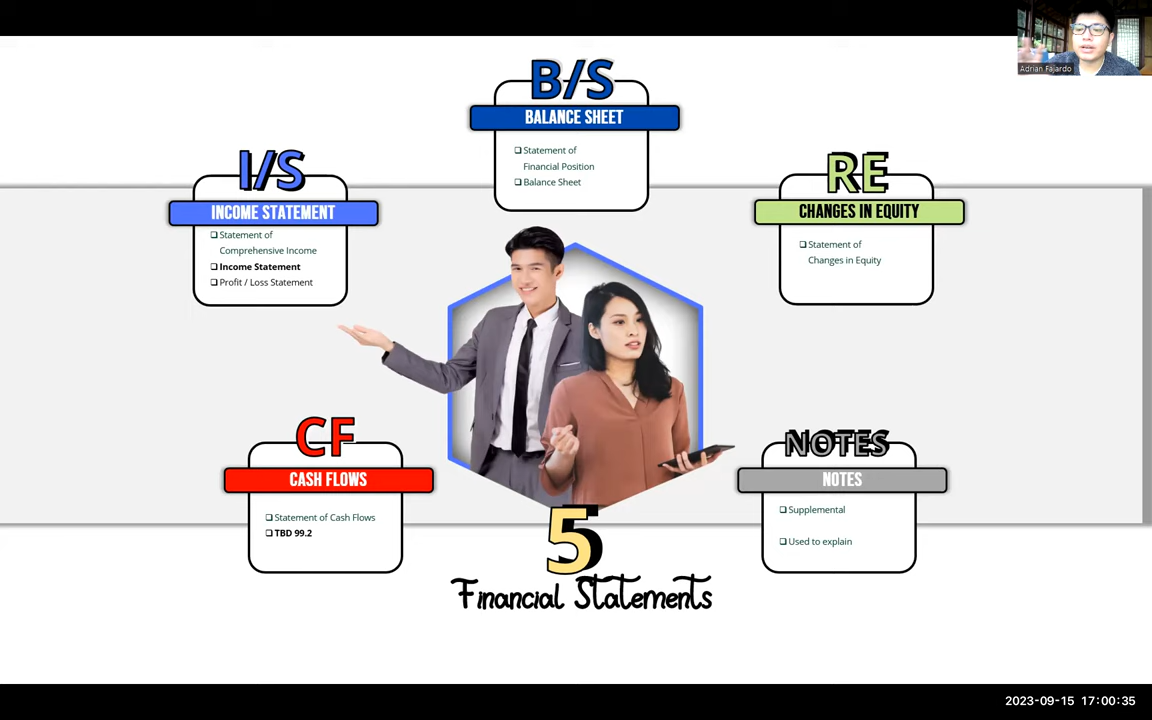 Adrian Fajardo
B/S
BALANCE SHEET
❑ Statement of
Financial Position
❑ Balance Sheet
I/S
INCOME STATEMENT
❑ Statement of
Comprehensive Income
❑ Income Statement
❑ Profit / Loss Statement
RE
CHANGES IN EQUITY
❑ Statement of
Changes in Equity
CF
CASH FLOWS
❑ Statement of Cash Flows
❑ TBD 99.2
NOTES
NOTES
❑ Supplemental
❑ Used to explain
5
Financial Statements
2023-09-15 17:00:35